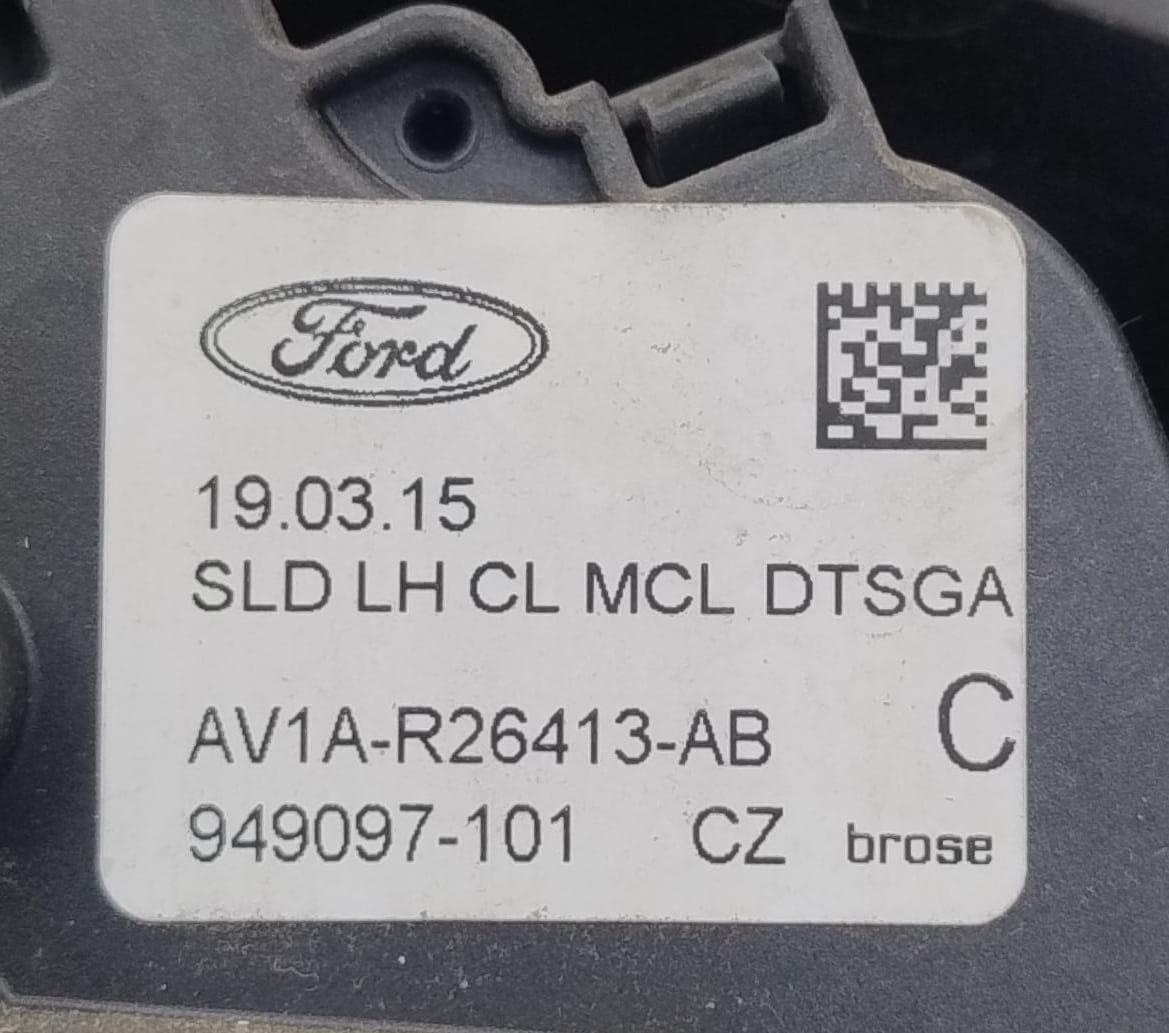 Ford
19.03.15
SLD LH CL MCL DTSGA
AV1A-R26413-AB C
949097-101 CZ brose